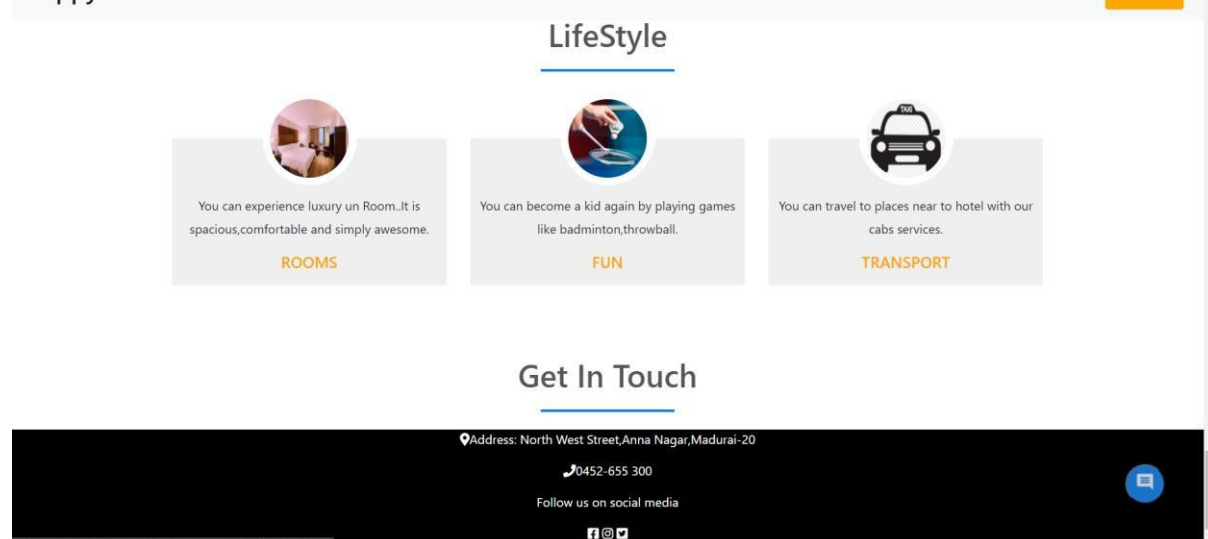 LifeStyle
TAXI
You can experience luxury un Room..It is
spacious,comfortable and simply awesome.
ROOMS
You can become a kid again by playing games
like badminton,throwball.
FUN
You can travel to places near to hotel with our
cabs services.
TRANSPORT
Get In Touch
Address: North West Street,Anna Nagar,Madurai-20
0452-655 300
Follow us on social media